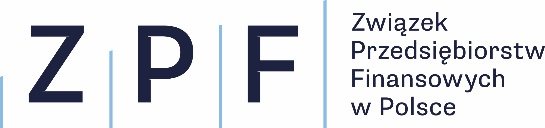 ZPF
Związek
Przedsiębiorstw
Finansowych
w Polsce